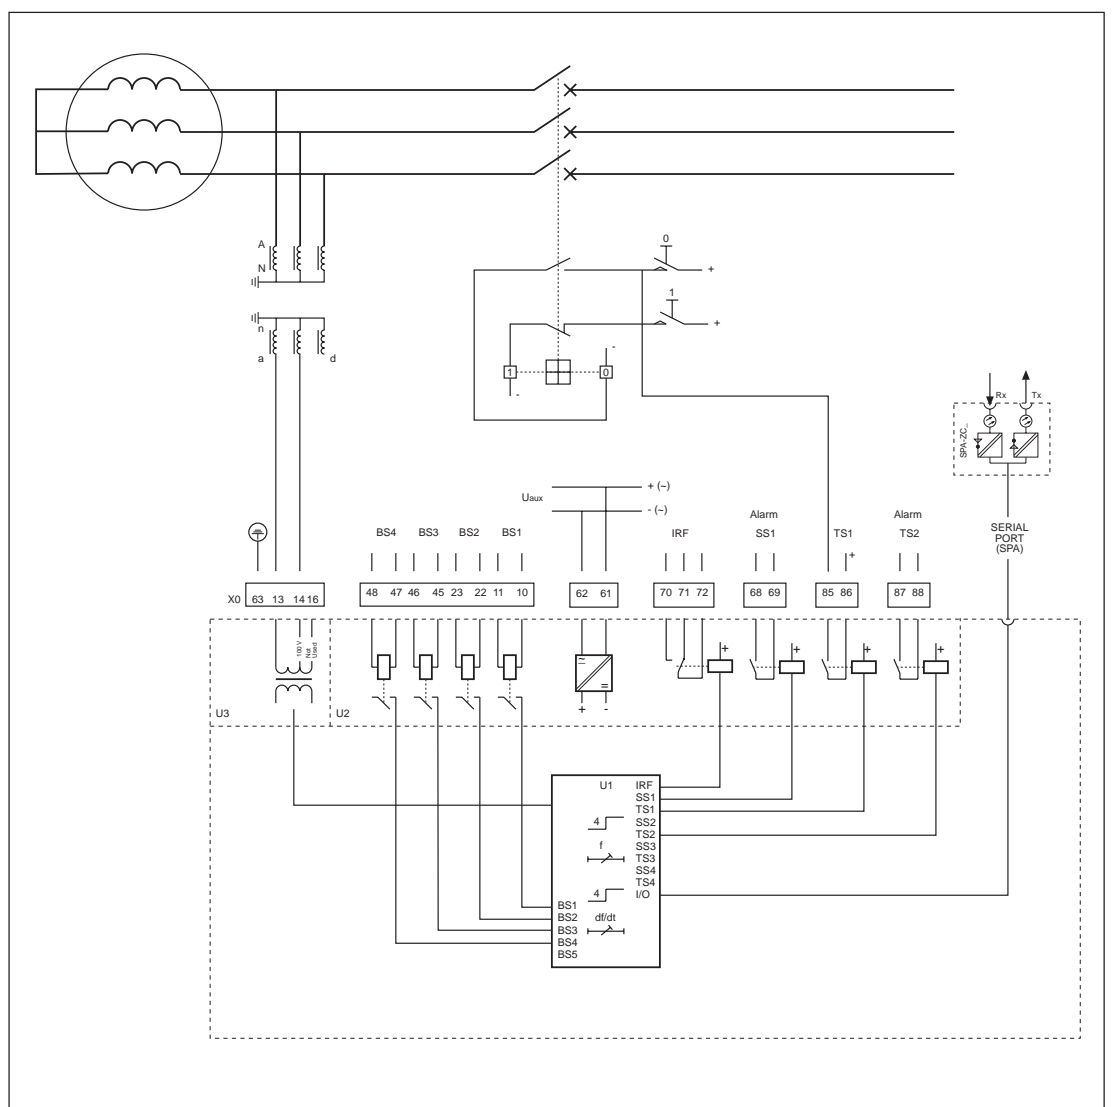 0
A
N
+
1
n
+
a
d
-
1
0
-
Rx
Tx
SPA-ZC_
+ (~)
Uaux
- (~)
Alarm
Alarm
BS4
BS3
BS2
BS1
IRF
SS1
TS1
TS2
SERIAL
PORT
(SPA)
+
X0
63
13
14
16
48
47
46
45
23
22
11
10
62
61
70
71
72
68
69
85
86
87
88
100 V
Not
Used
+
+
+
+
~
=
U3
U2
+
-
U1
IRF
SS1
TS1
4
SS2
TS2
f
SS3
TS3
SS4
TS4
4
I/O
BS1
BS2
df/dt
BS3
BS4
BS5